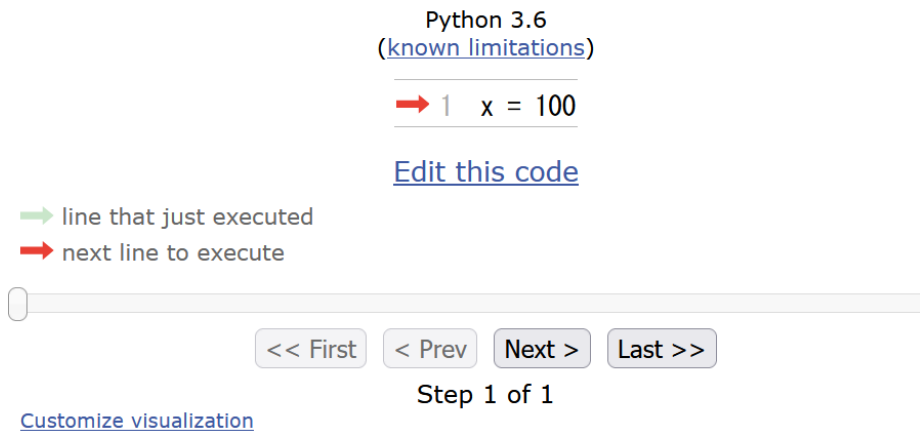 Python 3.6
(known limitations)
1 x = 100
Edit this code
line that just executed
next line to execute
<< First < Prev Next > Last >>
Step 1 of 1
Customize visualization